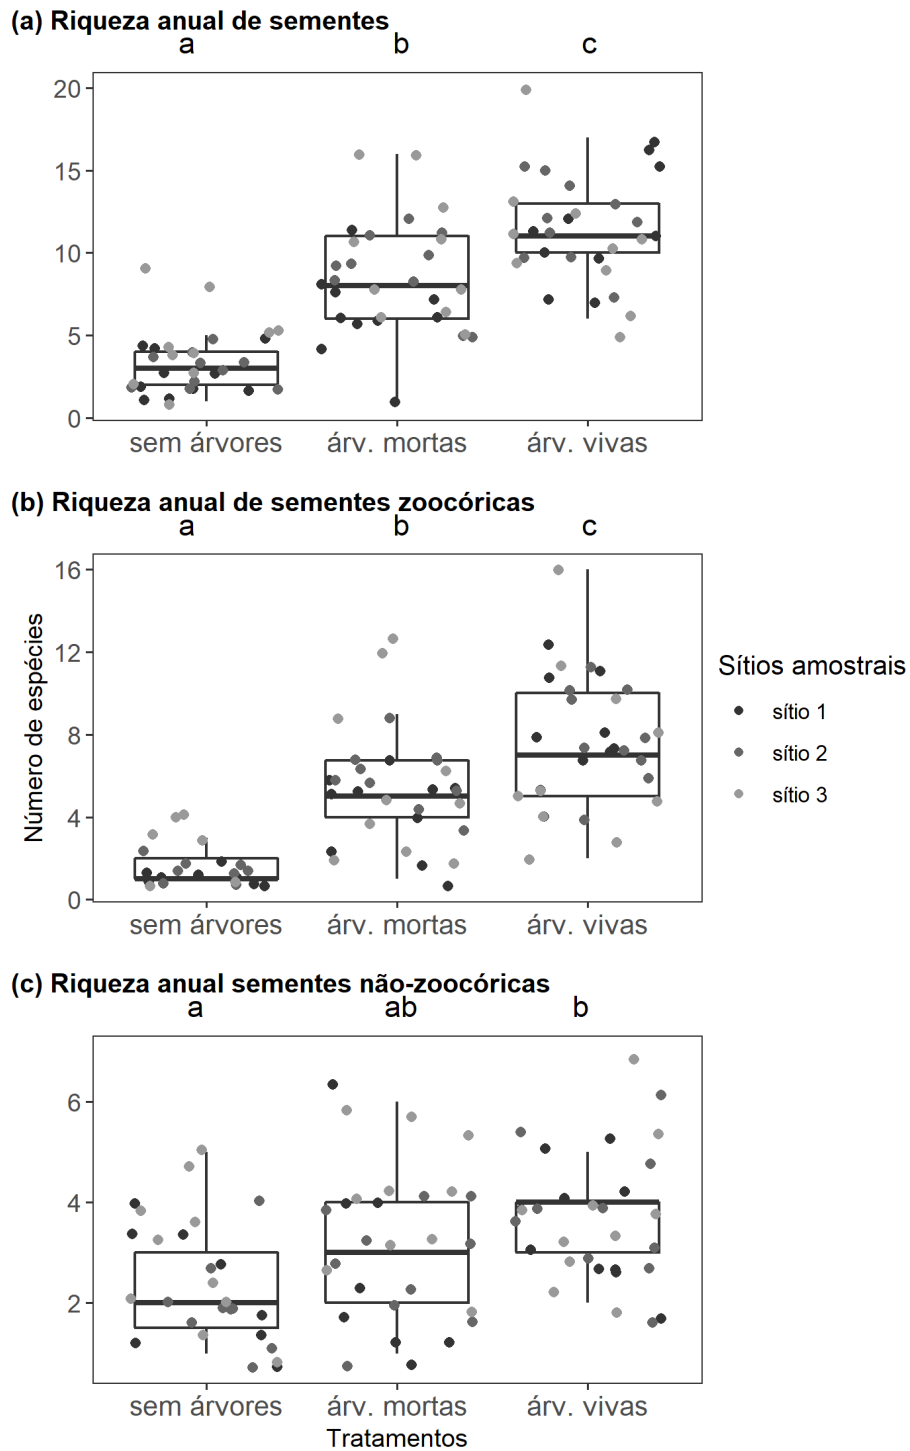 (a) Riqueza anual de sementes
a b c
20
15
10
5
0
sem árvores árv. mortas árv. vivas
(b) Riqueza anual de sementes zoocóricas
a b c
16
12
8
4
0
Número de espécies
sem árvores árv. mortas árv. vivas
Sítios amostrais
sítio 1
sítio 2
sítio 3
(c) Riqueza anual sementes não-zoocóricas
a ab b
6
4
2
sem árvores árv. mortas árv. vivas
Tratamentos